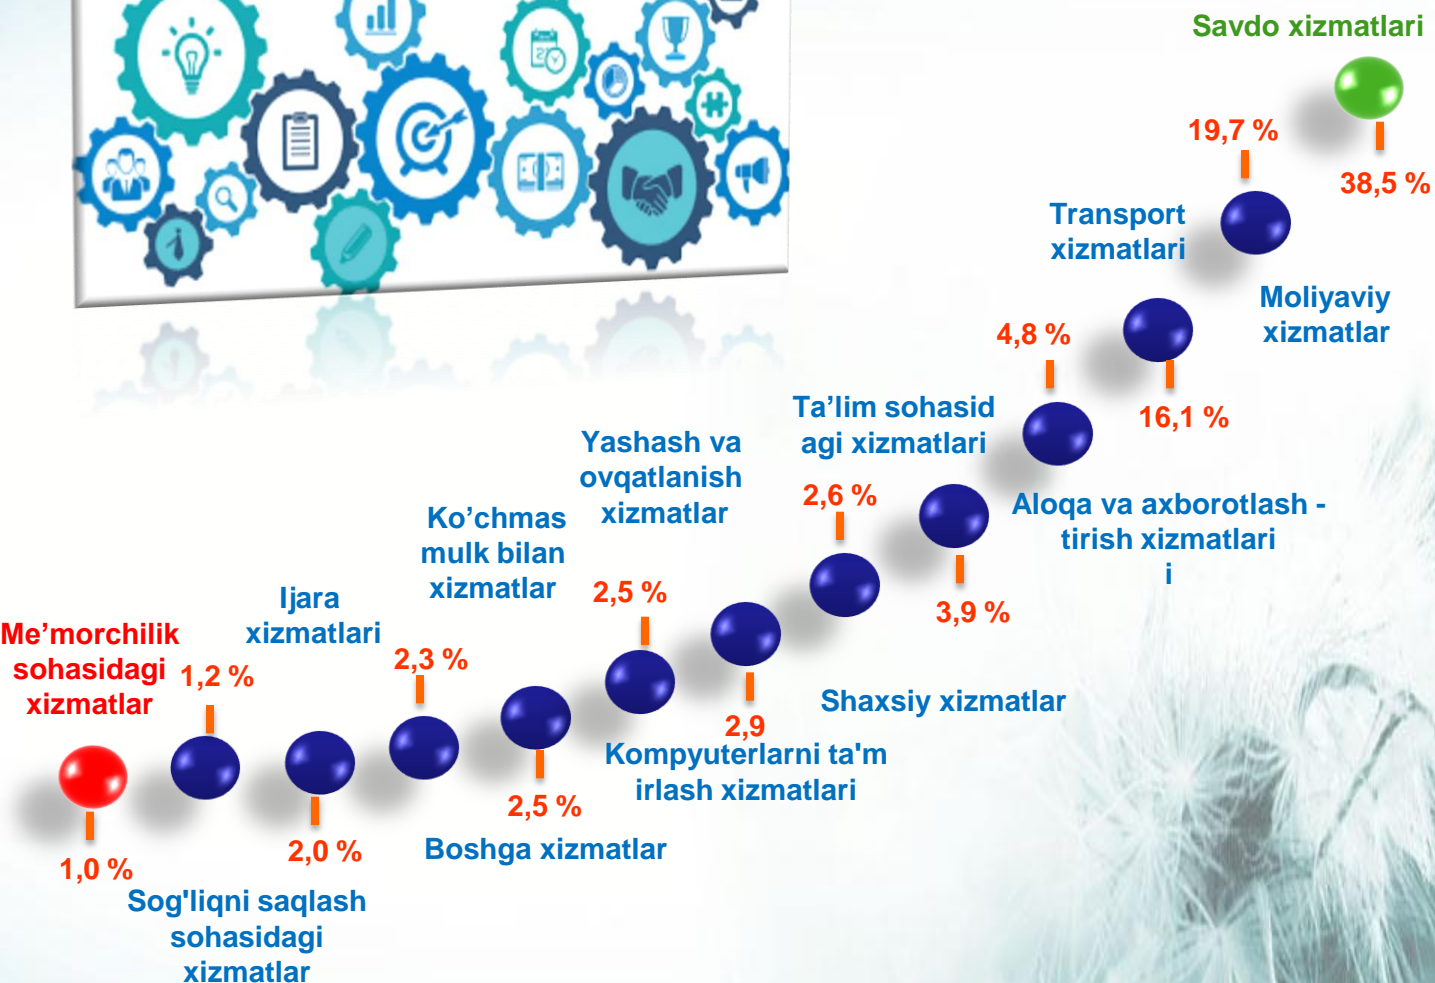 Savdo xizmatlari
19,7 %
38,5 %
Transport
xizmatlari
Moliyaviy
xizmatlar
4,8 %
16,1 %
Ta’lim sohasid
agi xizmatlari
Yashash va
ovqatlanish
xizmatlar
2,6 %
Aloqa va axborotlash -
tirish xizmatlari
i
Ko’chmas
mulk bilan
xizmatlar
2,5 %
3,9 %
Ijara
xizmatlari
Me’morchilik
sohasidagi
xizmatlar
1,2 %
2,3 %
Shaxsiy xizmatlar
2,9
Kompyuterlarni ta'm
irlash xizmatlari
2,5 %
Boshga xizmatlar
2,0 %
1,0 %
Sog'liqni saqlash
sohasidagi
xizmatlar